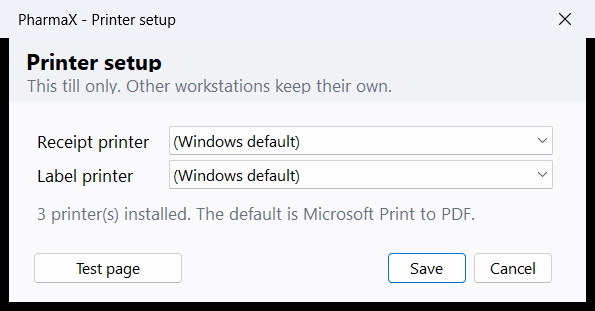 PharmaX - Printer setup
Printer setup
This till only. Other workstations keep their own.
Receipt printer (Windows default)
Label printer (Windows default)
3 printer(s) installed. The default is Microsoft Print to PDF.
Test page Save Cancel